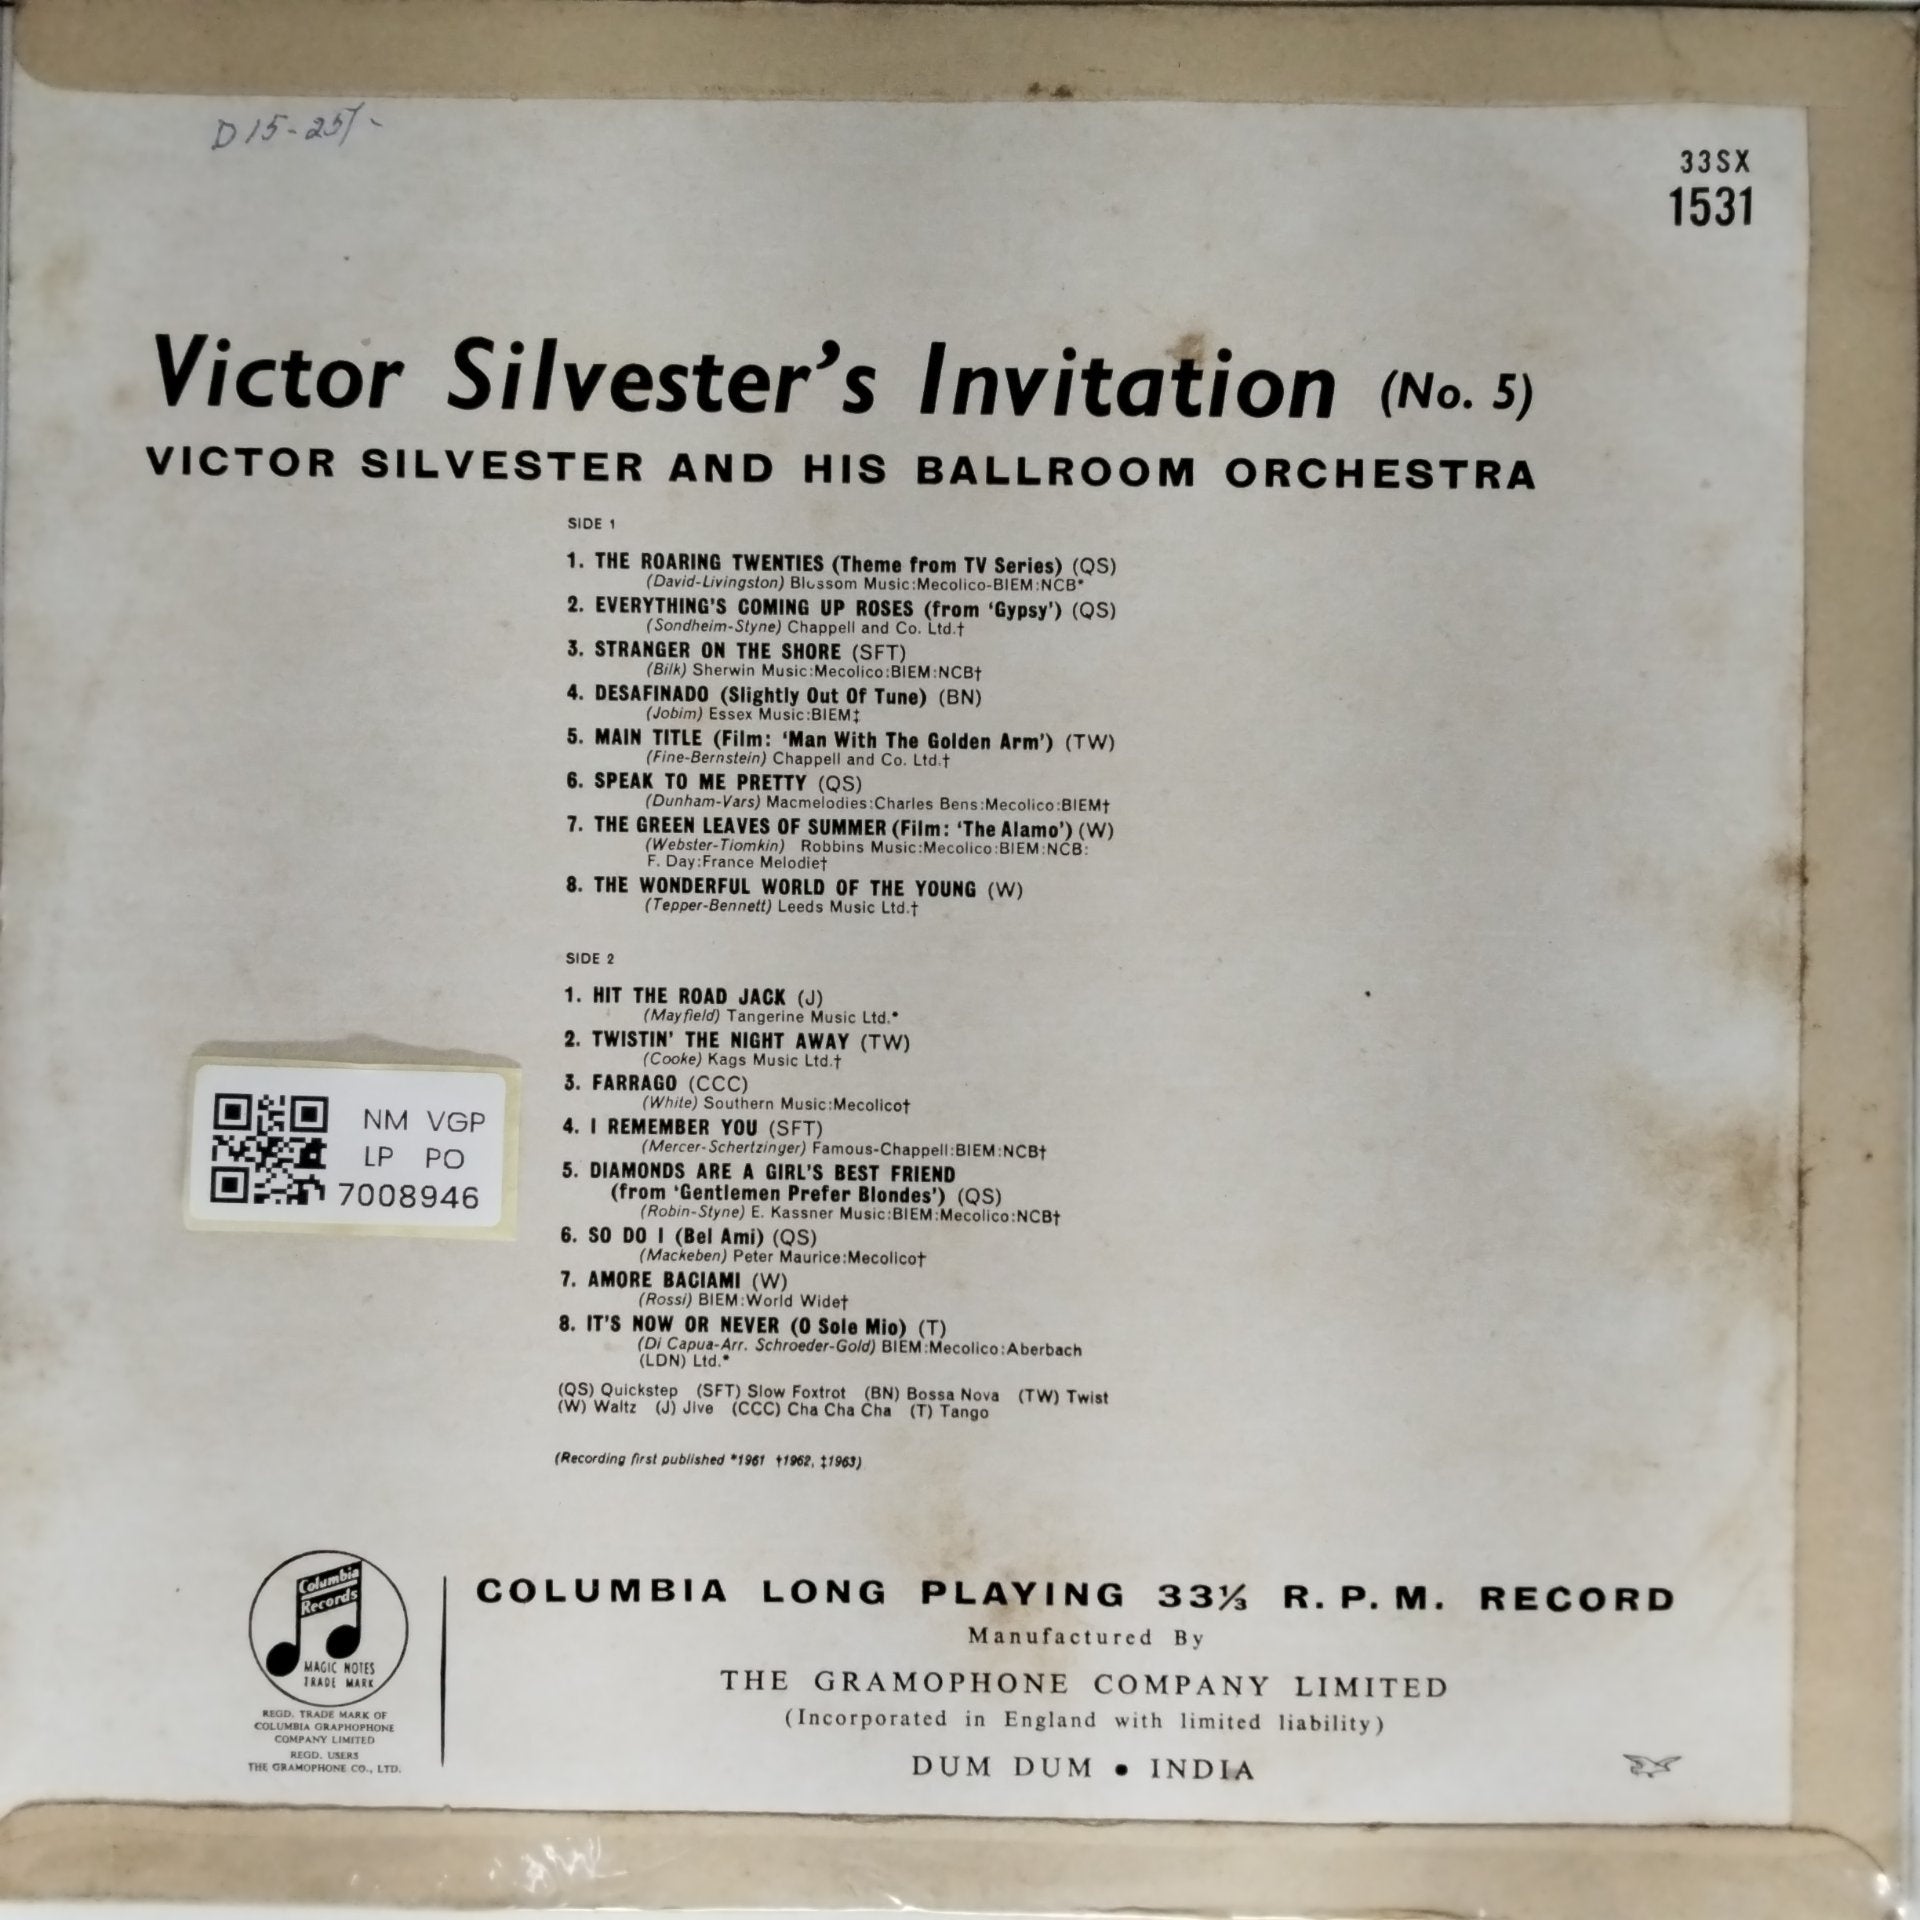 D 15-25/-
33SX
1531
Victor Silvester's Invitation (No. 5)
VICTOR SILVESTER AND HIS BALLROOM ORCHESTRA
SIDE 1
1. THE ROARING TWENTIES (Theme from TV Series) (QS)
(David-Livingston) Blossom Music:Mecolico-BIEM:NCB*
2. EVERYTHING'S COMING UP ROSES (from 'Gypsy') (QS)
(Sondheim-Styne) Chappell and Co. Ltd.†
3. STRANGER ON THE SHORE (SFT)
(Bilk) Sherwin Music:Mecolico:BIEM:NCB†
4. DESAFINADO (Slightly Out Of Tune) (BN)
(Jobim) Essex Music:BIEM‡
5. MAIN TITLE (Film: 'Man With The Golden Arm') (TW)
(Fine-Bernstein) Chappell and Co. Ltd.†
6. SPEAK TO ME PRETTY (QS)
(Dunham-Vars) Macmelodies:Charles Bens:Mecolico:BIEM†
7. THE GREEN LEAVES OF SUMMER (Film: 'The Alamo') (W)
(Webster-Tiomkin) Robbins Music:Mecolico:BIEM:NCB:
F. Day:France Melodie†
8. THE WONDERFUL WORLD OF THE YOUNG (W)
(Tepper-Bennett) Leeds Music Ltd.†
SIDE 2
1. HIT THE ROAD JACK (J)
(Mayfield) Tangerine Music Ltd.*
2. TWISTIN' THE NIGHT AWAY (TW)
(Cooke) Kags Music Ltd.†
3. FARRAGO (CCC)
(White) Southern Music:Mecolico†
4. I REMEMBER YOU (SFT)
(Mercer-Schertzinger) Famous-Chappell:BIEM:NCB†
5. DIAMONDS ARE A GIRL'S BEST FRIEND
(from 'Gentlemen Prefer Blondes') (QS)
(Robin-Styne) E. Kassner Music:BIEM:Mecolico:NCB†
6. SO DO I (Bel Ami) (QS)
(Mackeben) Peter Maurice:Mecolico†
7. AMORE BACIAMI (W)
(Rossi) BIEM:World Wide†
8. IT'S NOW OR NEVER (O Sole Mio) (T)
(Di Capua-Arr. Schroeder-Gold) BIEM:Mecolico:Aberbach
(LDN) Ltd.*
(QS) Quickstep (SFT) Slow Foxtrot (BN) Bossa Nova (TW) Twist
(W) Waltz (J) Jive (CCC) Cha Cha Cha (T) Tango
(Recording first published *1961 †1962, ‡1963)
NM VGP
LP PO
7008946
Columbia
Records
MAGIC NOTES
TRADE MARK
REGD. TRADE MARK OF
COLUMBIA GRAPHOPHONE
COMPANY LIMITED
REGD. USERS
THE GRAMOPHONE CO., LTD.
COLUMBIA LONG PLAYING 33⅓ R.P.M. RECORD
Manufactured By
THE GRAMOPHONE COMPANY LIMITED
(Incorporated in England with limited liability)
DUM DUM • INDIA